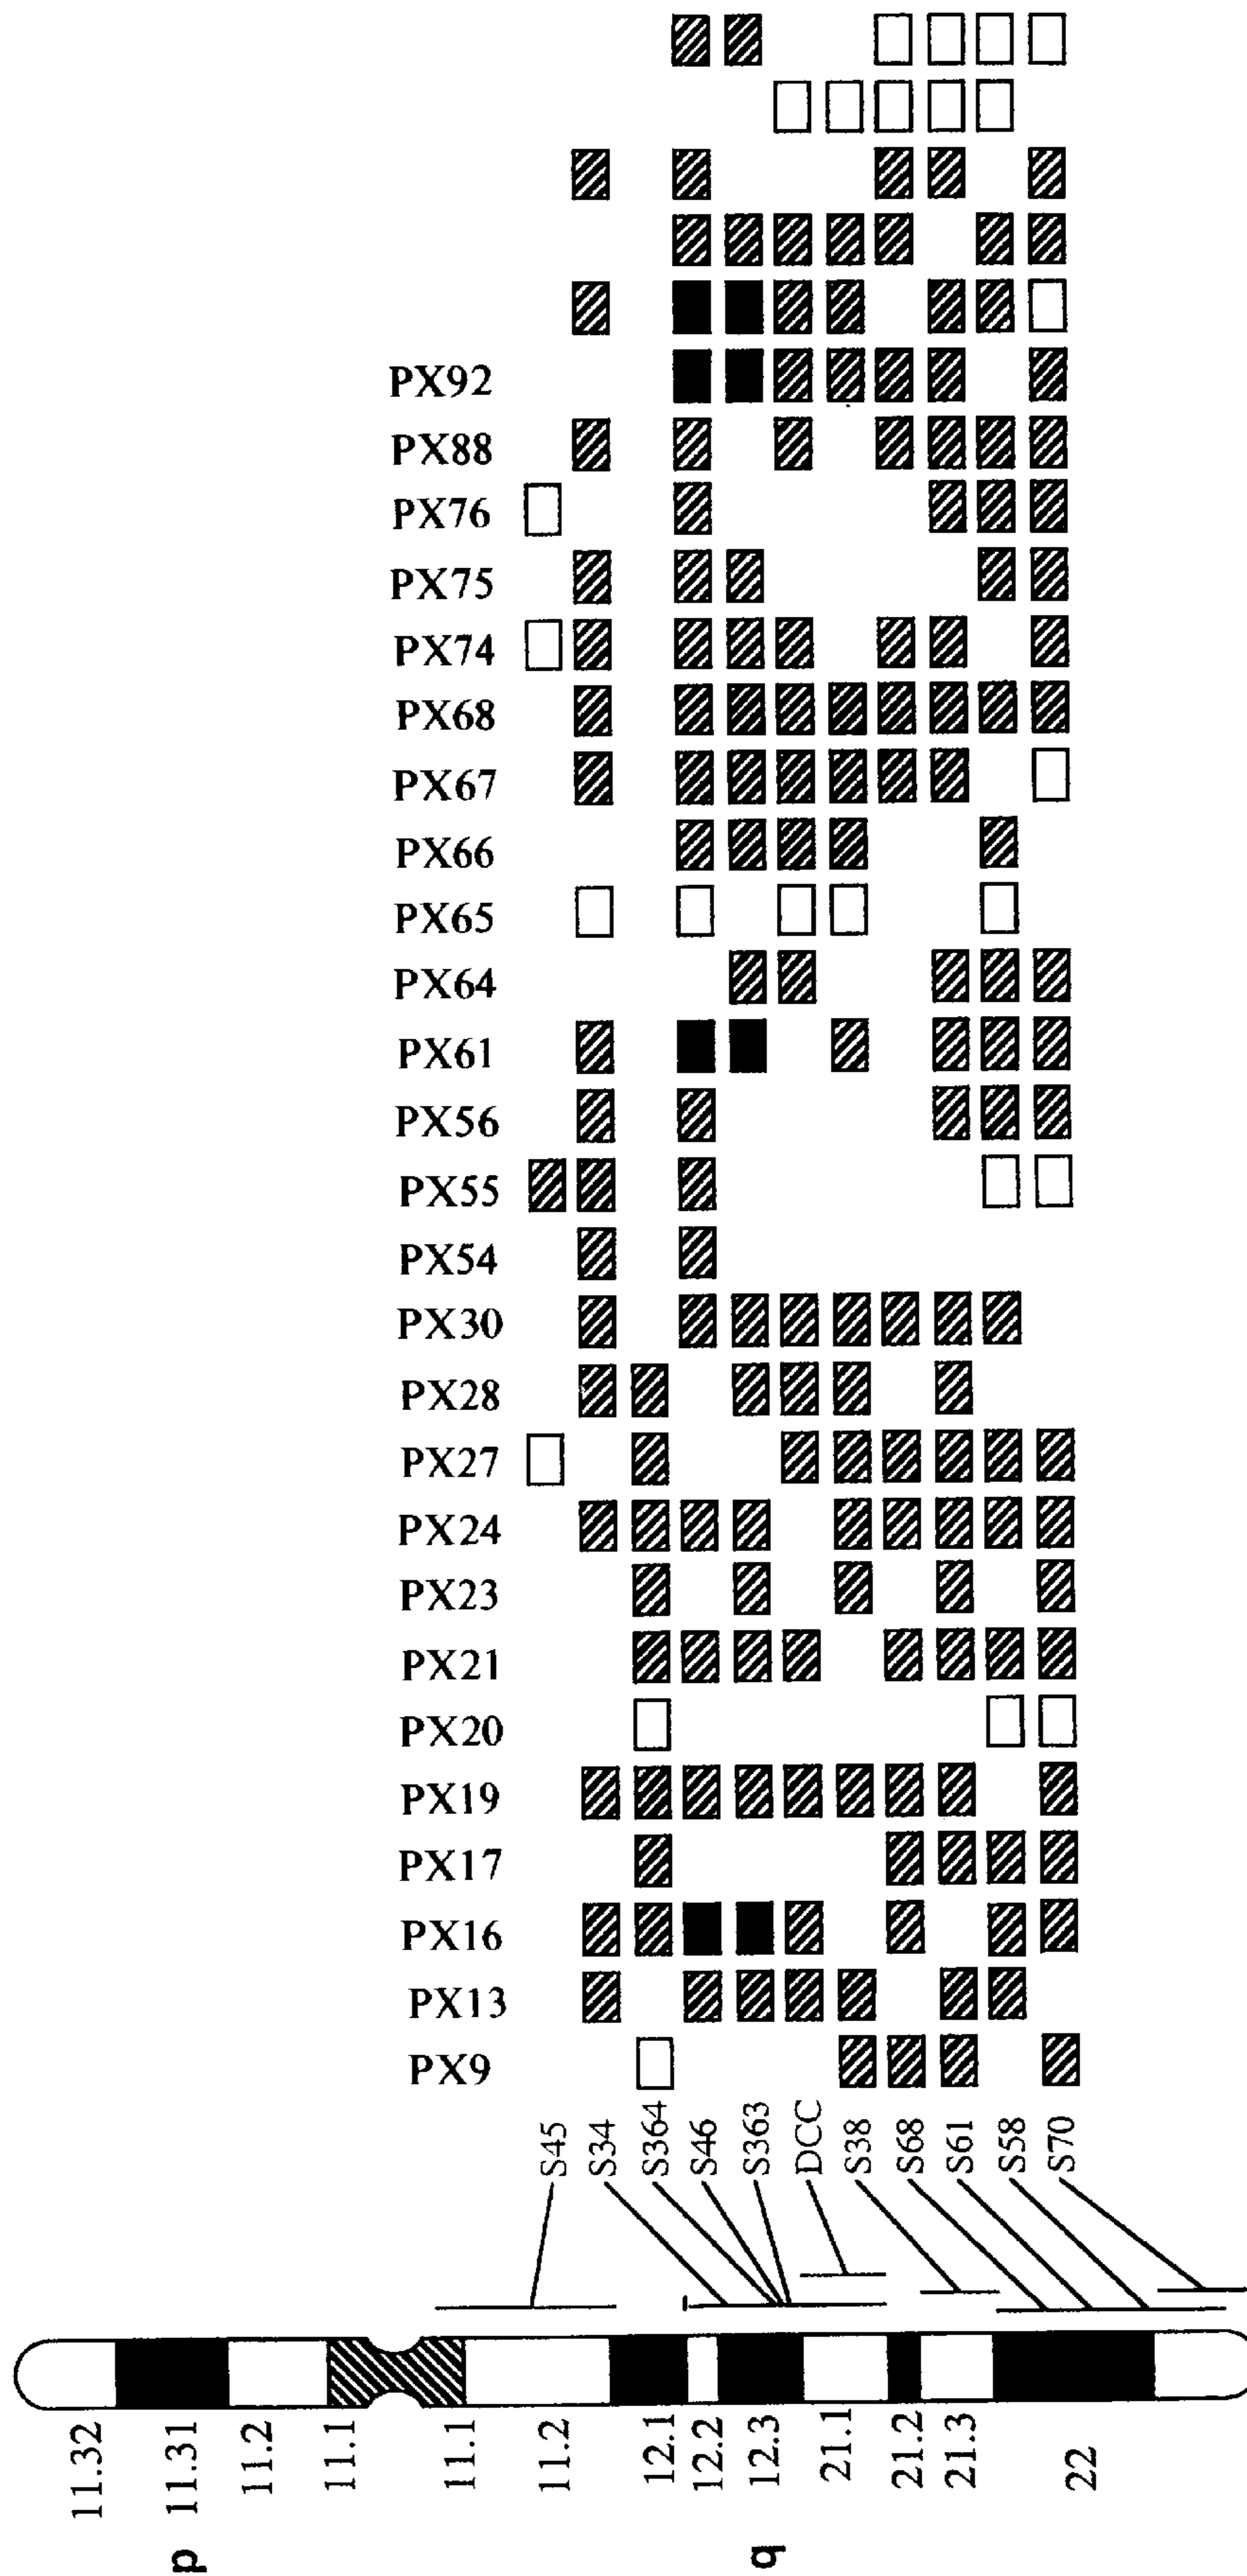 PX92
PX88
PX76
PX75
PX74
PX68
PX67
PX66
PX65
PX64
PX61
PX56
PX55
PX54
PX30
PX28
PX27
PX24
PX23
PX21
PX20
PX19
PX17
PX16
PX13
PX9
S45
S34
S364
S46
S363
DCC
S38
S68
S61
S58
S70
11.32
11.31
11.2
11.1
11.1
11.2
12.1
12.2
12.3
21.1
21.2
21.3
22
p
q